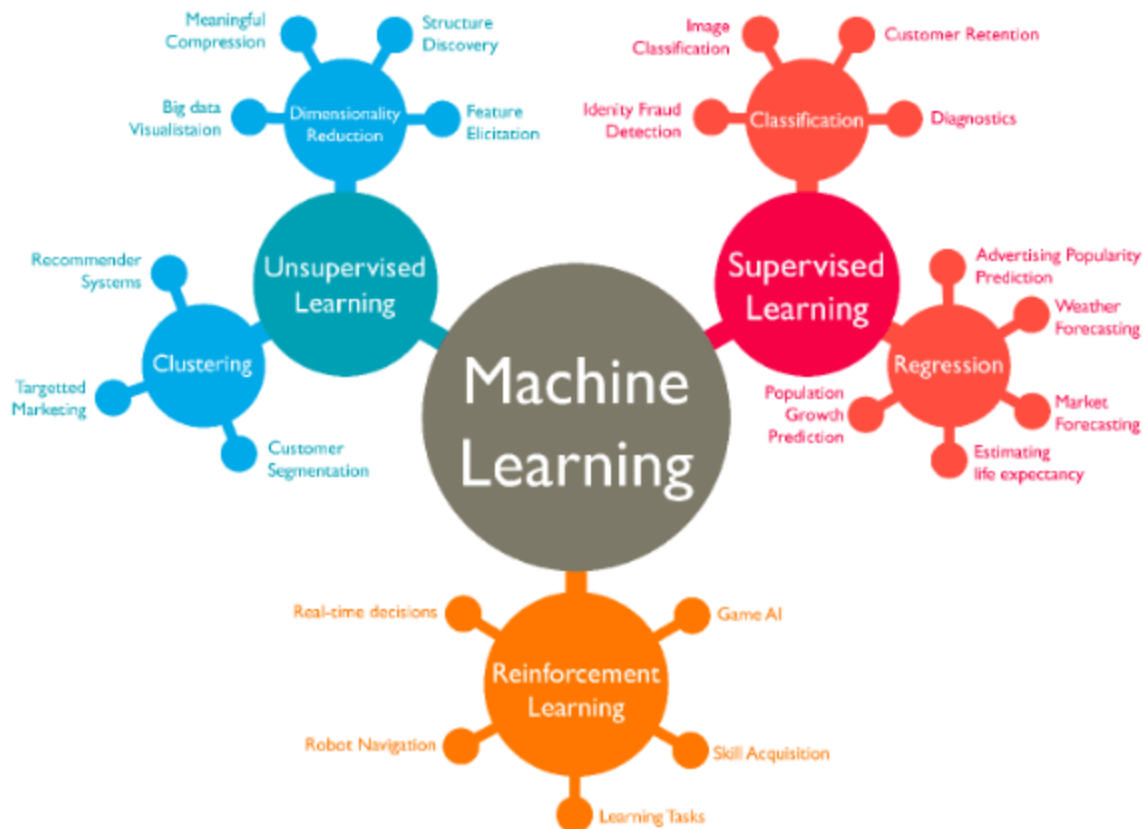 Meaningful
Compression
Structure
Discovery
Big data
Visualistaion
Dimensionality
Reduction
Feature
Elicitation
Unsupervised
Learning
Recommender
Systems
Clustering
Targetted
Marketing
Customer
Segmentation
Machine
Learning
Image
Classification
Customer Retention
Idenity Fraud
Detection
Classification
Diagnostics
Supervised
Learning
Advertising Popularity
Prediction
Weather
Forecasting
Regression
Population
Growth
Prediction
Market
Forecasting
Estimating
life expectancy
Real-time decisions
Game AI
Reinforcement
Learning
Robot Navigation
Skill Acquisition
Learning Tasks